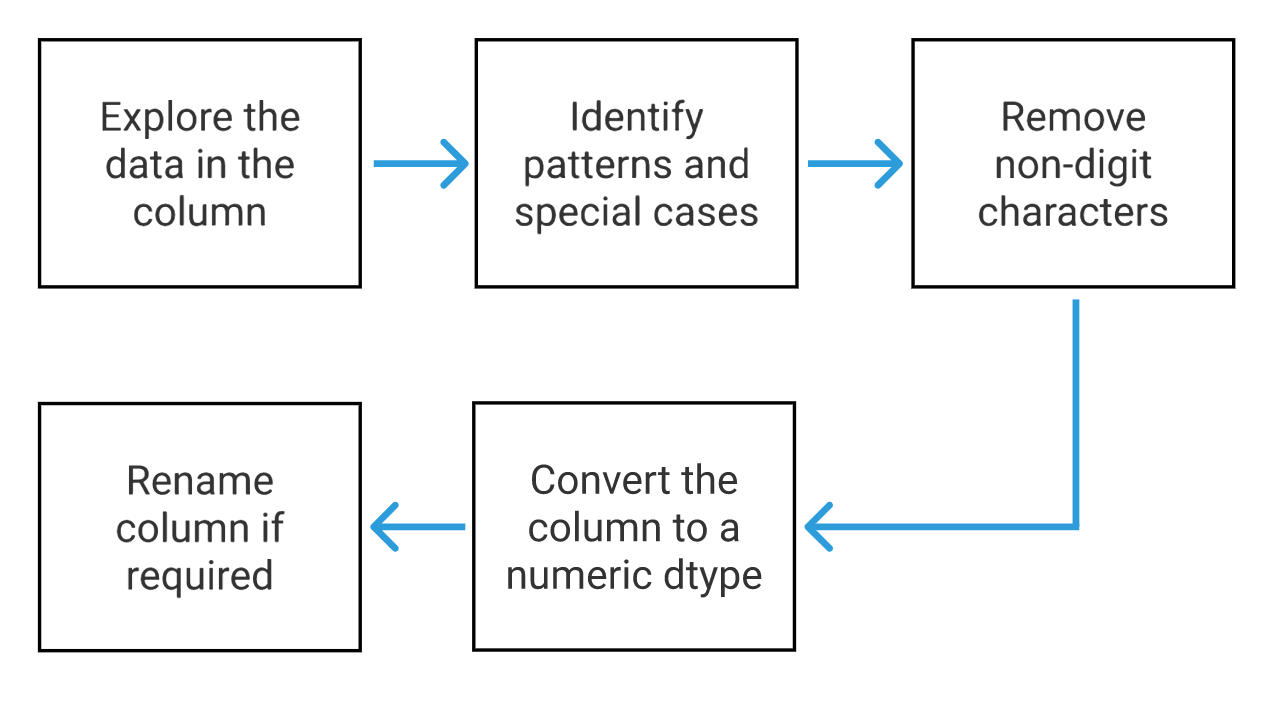 Explore the
data in the
column
Identify
patterns and
special cases
Remove
non-digit
characters
Convert the
column to a
numeric dtype
Rename
column if
required